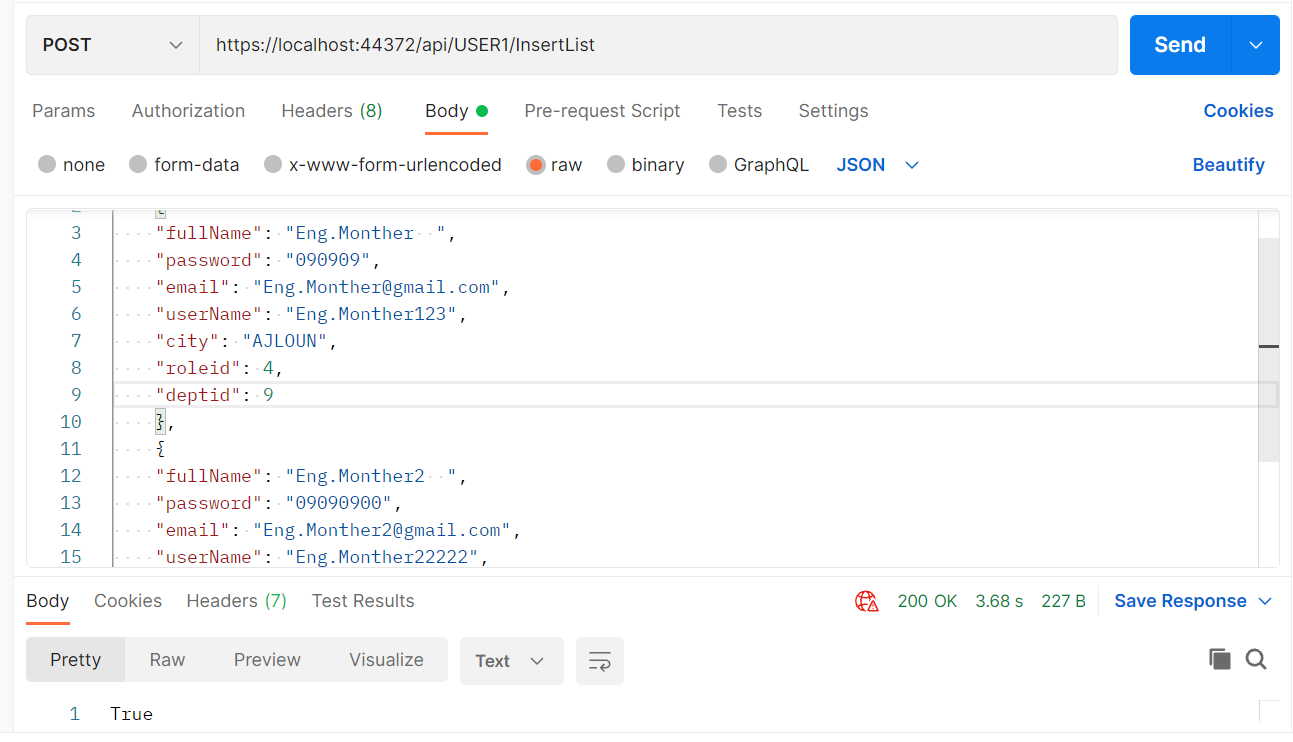 POST https://localhost:44372/api/USER1/InsertList Send
Params Authorization Headers (8) Body Pre-request Script Tests Settings Cookies
none form-data x-www-form-urlencoded raw binary GraphQL JSON Beautify
2 {
3 "fullName": "Eng.Monther  ",
4 "password": "090909",
5 "email": "Eng.Monther@gmail.com",
6 "userName": "Eng.Monther123",
7 "city": "AJLOUN",
8 "roleid": 4,
9 "deptid": 9
10 },
11 {
12 "fullName": "Eng.Monther2  ",
13 "password": "09090900",
14 "email": "Eng.Monther2@gmail.com",
15 "userName": "Eng.Monther22222",
Body Cookies Headers (7) Test Results 200 OK 3.68 s 227 B Save Response
Pretty Raw Preview Visualize Text
1 True